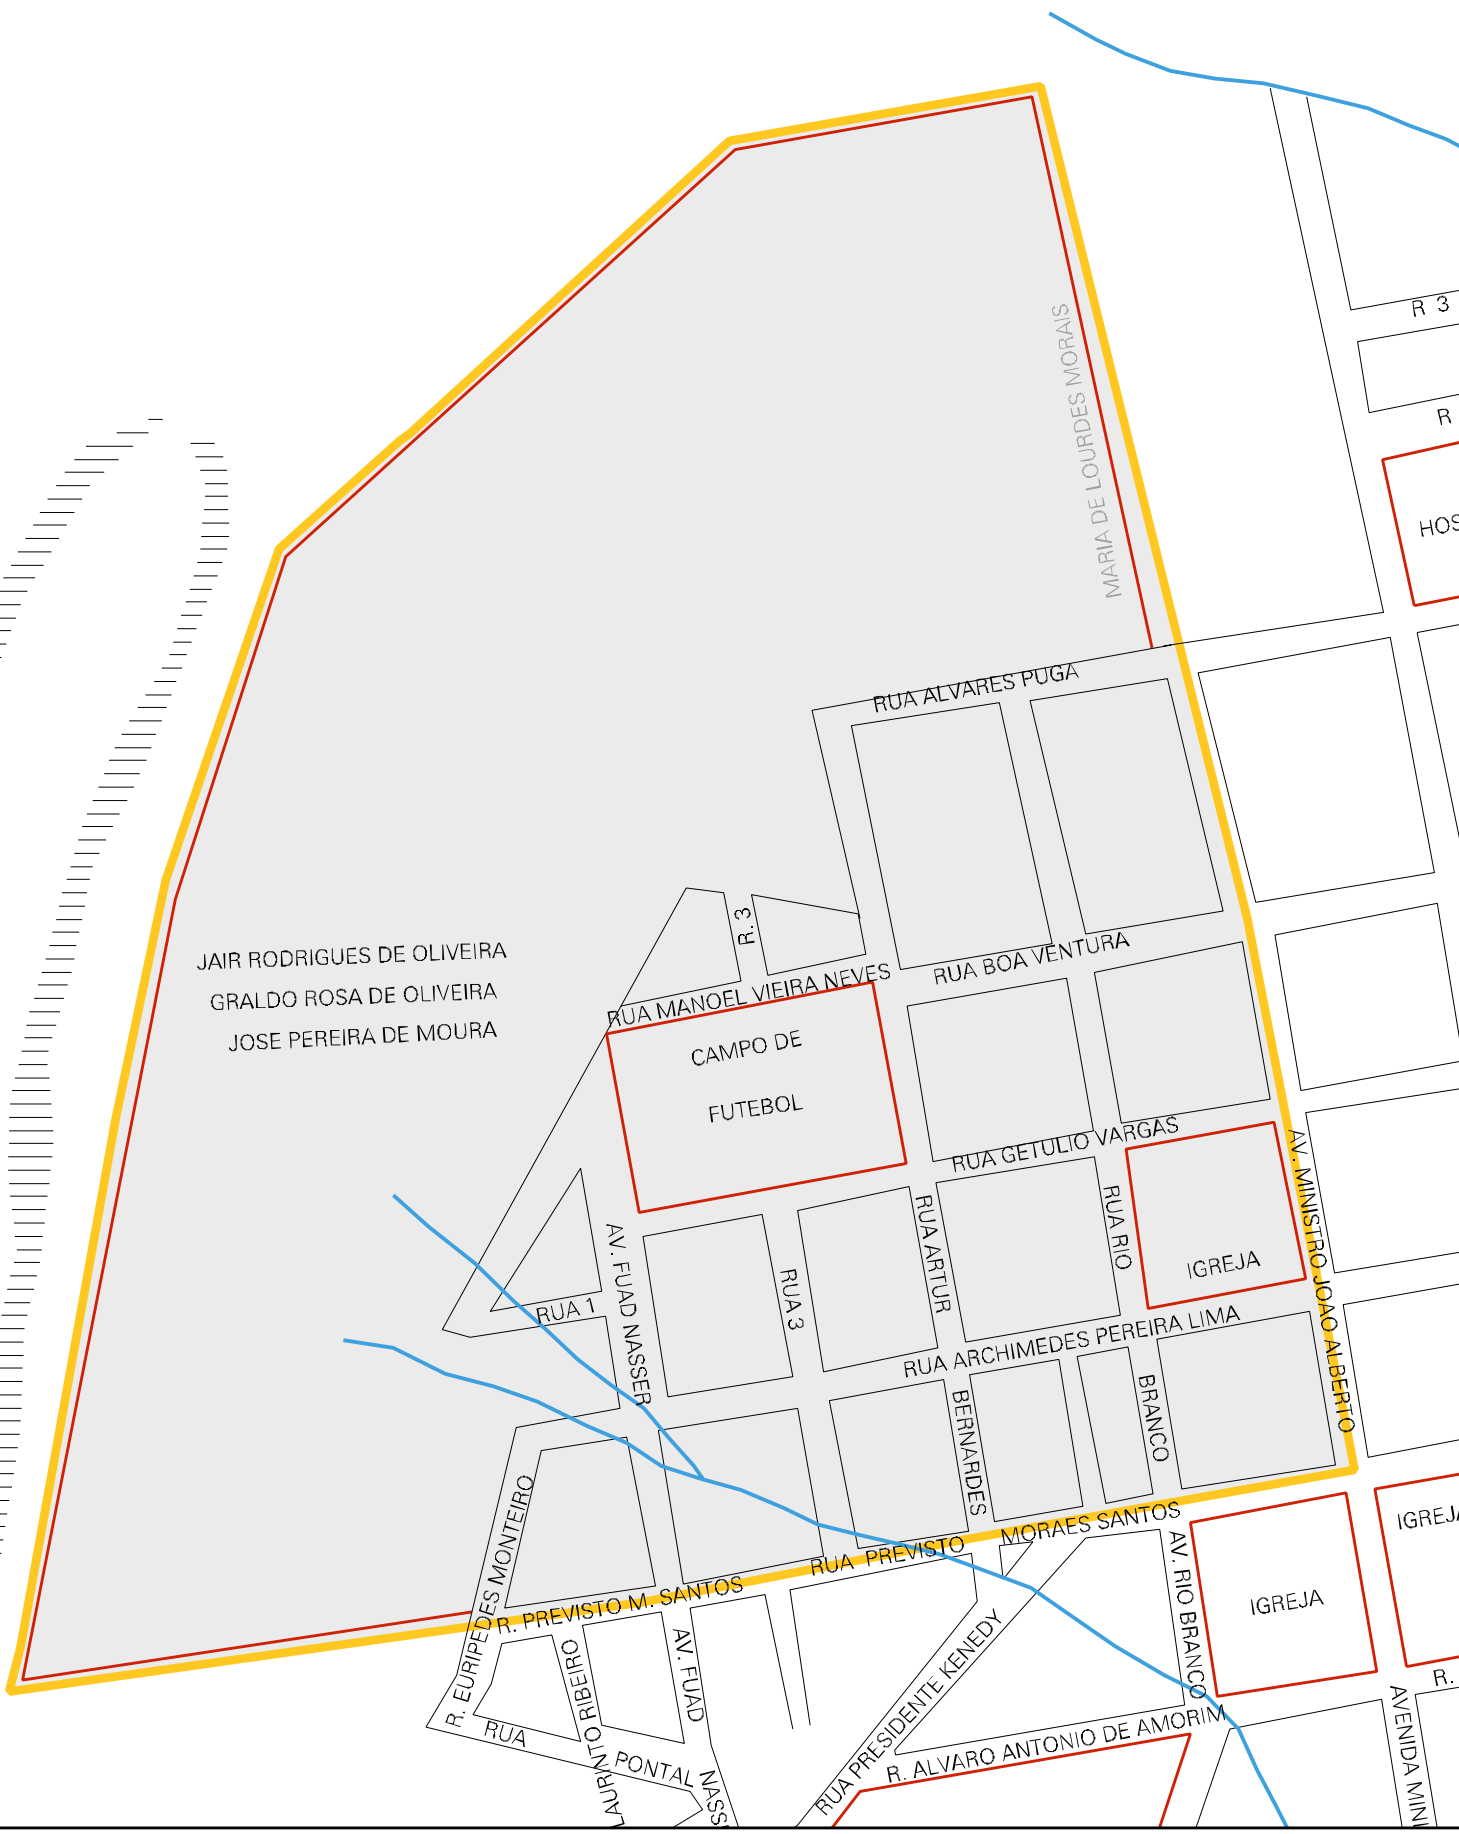 R 3
MARIA DE LOURDES MORAIS
R
HOS
RUA ALVARES PUGA
R. 3
RUA BOA VENTURA
JAIR RODRIGUES DE OLIVEIRA
GRALDO ROSA DE OLIVEIRA
JOSE PEREIRA DE MOURA
RUA MANOEL VIEIRA NEVES
CAMPO DE
FUTEBOL
RUA GETULIO VARGAS
AV. MINISTRO JOAO ALBERTO
RUA RIO
BRANCO
IGREJA
RUA ARTUR
BERNARDES
AV. FUAD NASSER
RUA 3
RUA 1
RUA ARCHIMEDES PEREIRA LIMA
R. EURIPEDES MONTEIRO
RUA PREVISTO
MORAES SANTOS
R. PREVISTO M. SANTOS
AV. RIO BRANCO
IGREJA
IGREJA
LAURINTO RIBEIRO
AV. FUAD
NASS
RUA
PONTAL
RUA PRESIDENTE KENEDY
R. ALVARO ANTONIO DE AMORIM
R.
AVENIDA MINI